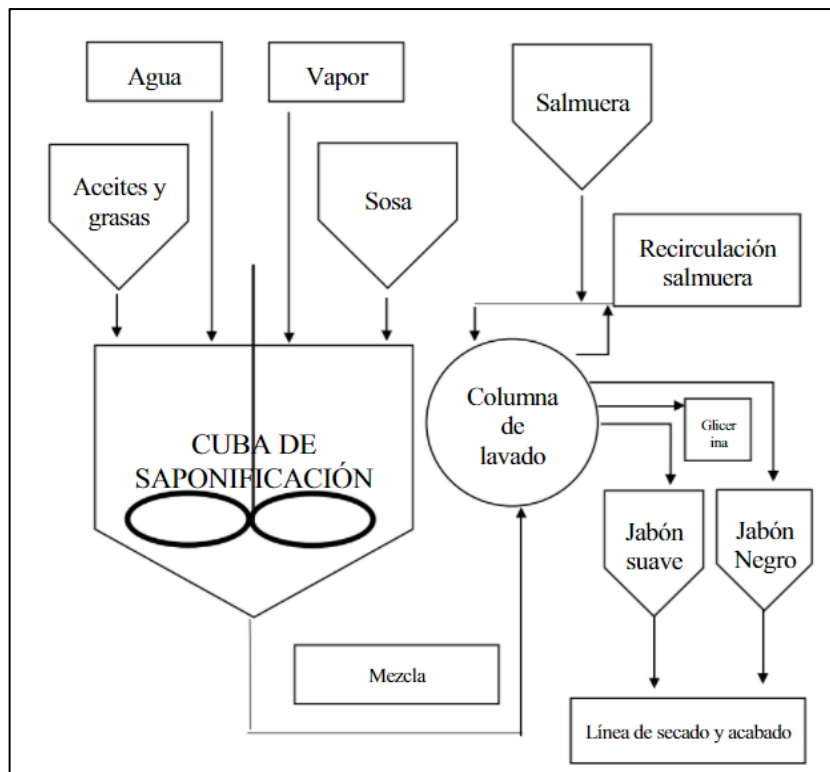 Agua
Vapor
Salmuera
Aceites y
grasas
Sosa
Recirculación
salmuera
CUBA DE
SAPONIFICACIÓN
Columna
de
lavado
Glicer
ina
Jabón
suave
Jabón
Negro
Mezcla
Línea de secado y acabado